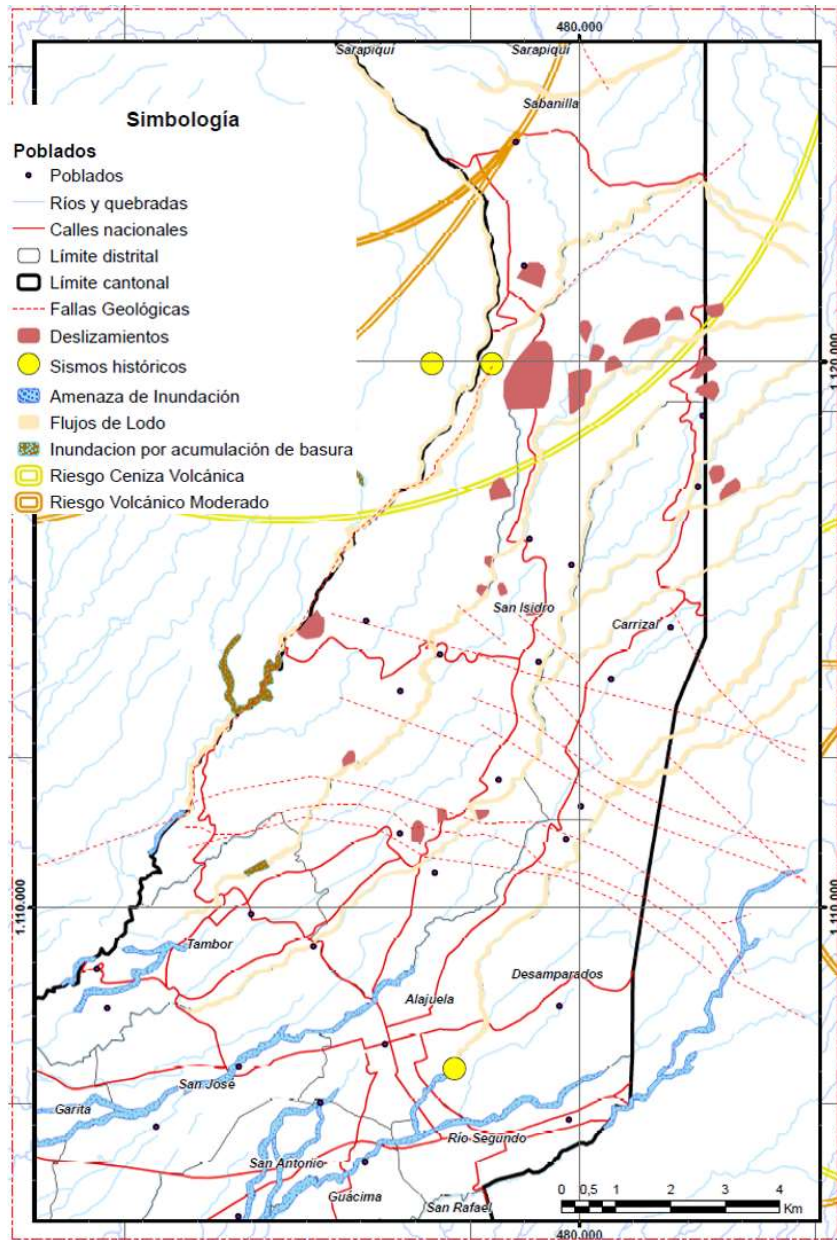 480.000
Sarapiquí
Sarapiquí
Sabanilla
Simbología
Poblados
Poblados
Ríos y quebradas
Calles nacionales
Límite distrital
Límite cantonal
Fallas Geológicas
Deslizamientos
Sismos históricos
Amenaza de Inundación
Flujos de Lodo
Inundacion por acumulación de basura
Riesgo Ceniza Volcánica
Riesgo Volcánico Moderado
1.120.000
San Isidro
Carrizal
1.110.000
1.110.000
Tambor
Desamparados
Alajuela
San José
Garita
Río Segundo
San Antonio
Guácima
San Rafael
0 0,5 1 2 3 4
Km
480.000